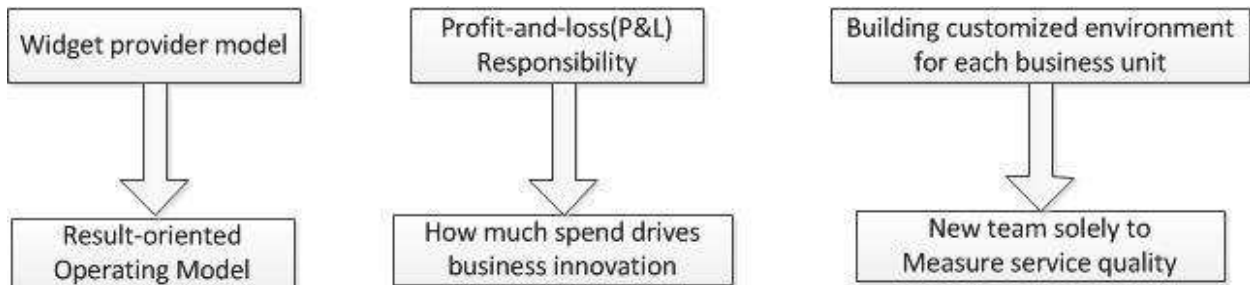 Widget provider model
Profit-and-loss(P&L)
Responsibility
Building customized environment
for each business unit
Result-oriented
Operating Model
How much spend drives
business innovation
New team solely to
Measure service quality